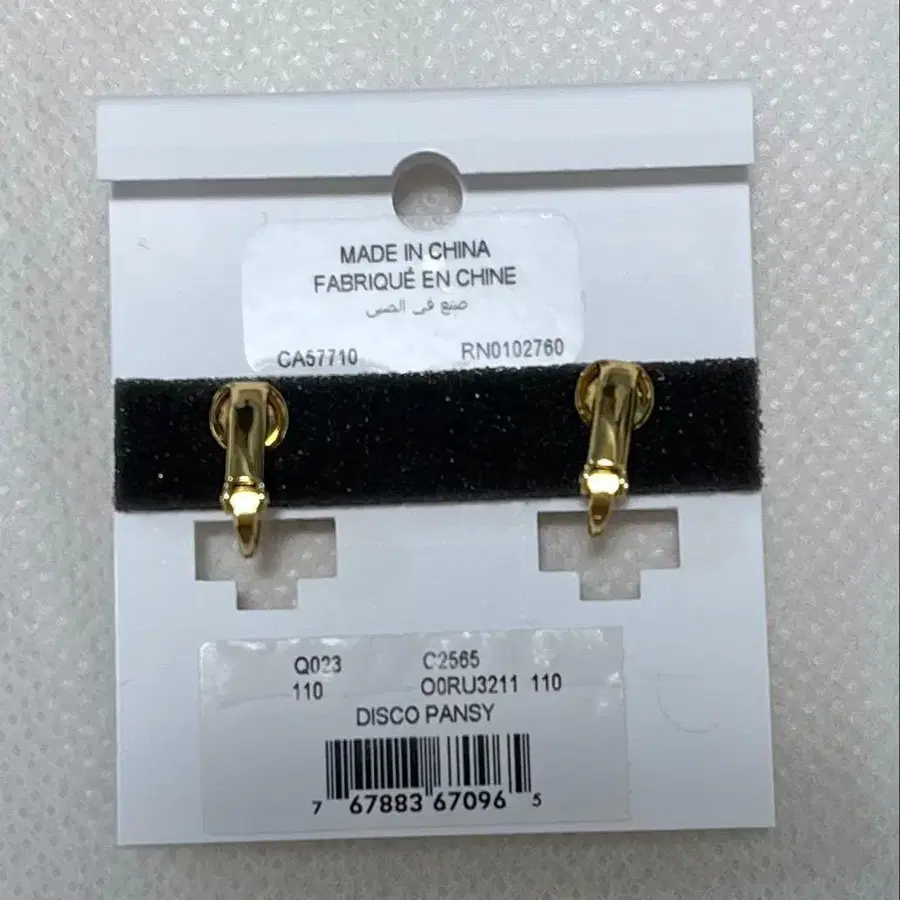 MADE IN CHINA
FABRIQUÉ EN CHINE
صنع في الصين
CA57710 RN0102760
Q023 C2565
110 O0RU3211 110
DISCO PANSY
7 67883 67096 5